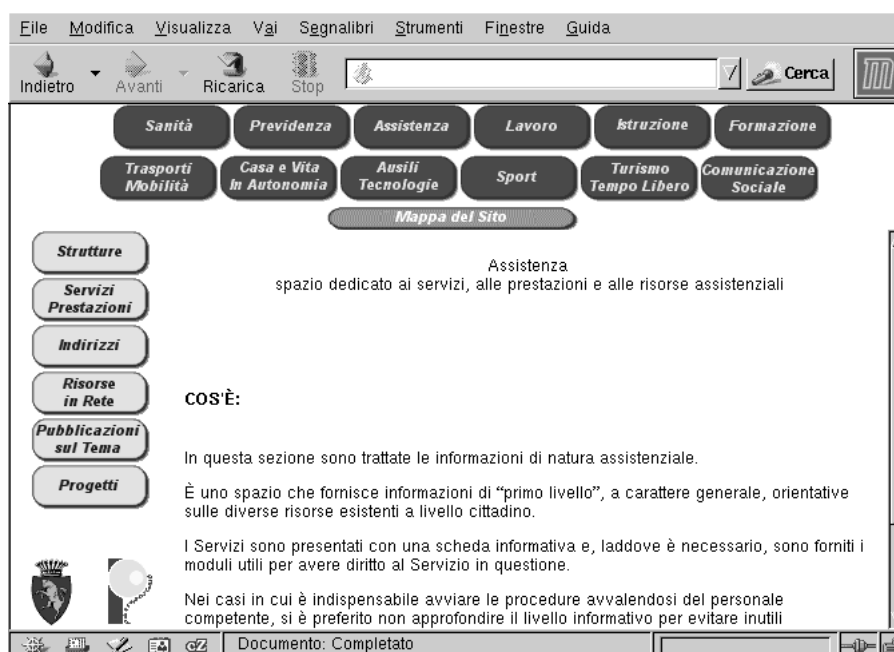 File Modifica Visualizza Vai Segnalibri Strumenti Finestre Guida
Indietro Avanti Ricarica Stop Cerca
Sanità Previdenza Assistenza Lavoro Istruzione Formazione
Trasporti Mobilità Casa e Vita In Autonomia Ausili Tecnologie Sport Turismo Tempo Libero Comunicazione Sociale
Mappa del Sito
Strutture
Servizi
Prestazioni
Indirizzi
Risorse
in Rete
Pubblicazioni
sul Tema
Progetti
Assistenza
spazio dedicato ai servizi, alle prestazioni e alle risorse assistenziali
COS'È:
In questa sezione sono trattate le informazioni di natura assistenziale.
È uno spazio che fornisce informazioni di “primo livello”, a carattere generale, orientative
sulle diverse risorse esistenti a livello cittadino.
I Servizi sono presentati con una scheda informativa e, laddove è necessario, sono forniti i
moduli utili per avere diritto al Servizio in questione.
Nei casi in cui è indispensabile avviare le procedure avvalendosi del personale
competente, si è preferito non approfondire il livello informativo per evitare inutili
cZ Documento: Completato